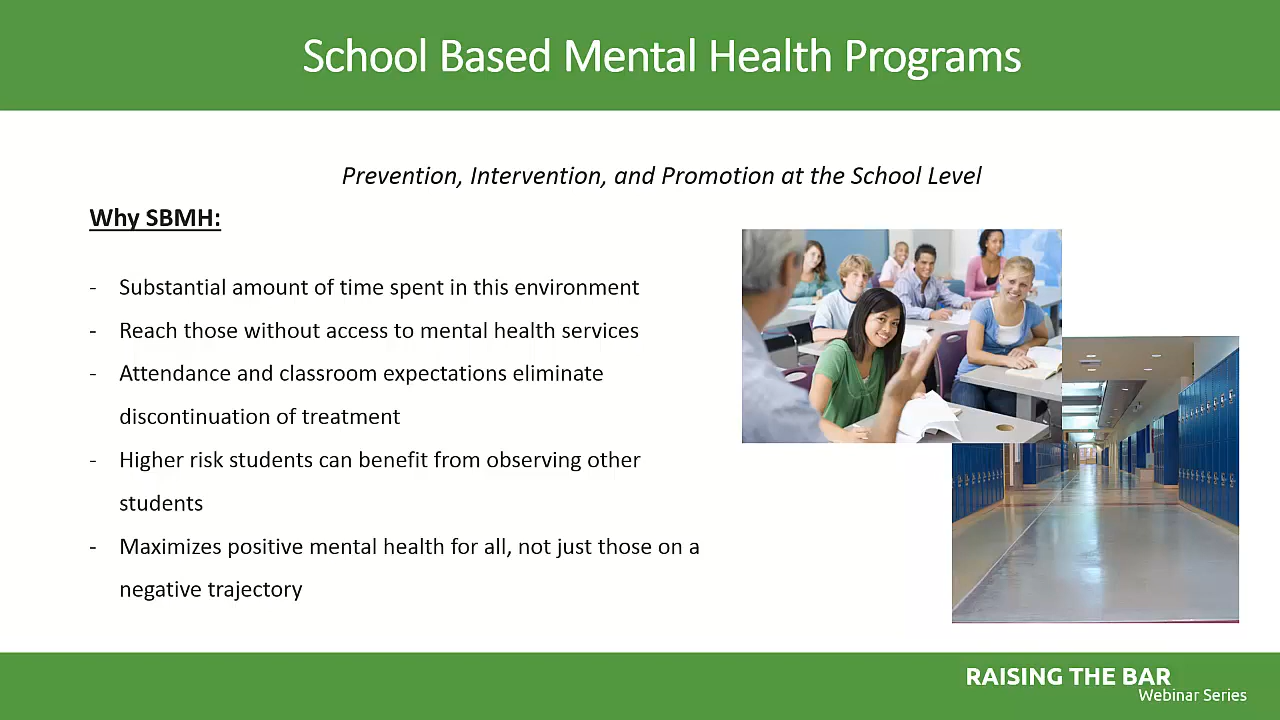 School Based Mental Health Programs
Prevention, Intervention, and Promotion at the School Level
Why SBMH:
- Substantial amount of time spent in this environment
- Reach those without access to mental health services
- Attendance and classroom expectations eliminate
discontinuation of treatment
- Higher risk students can benefit from observing other
students
- Maximizes positive mental health for all, not just those on a
negative trajectory
RAISING THE BAR
Webinar Series